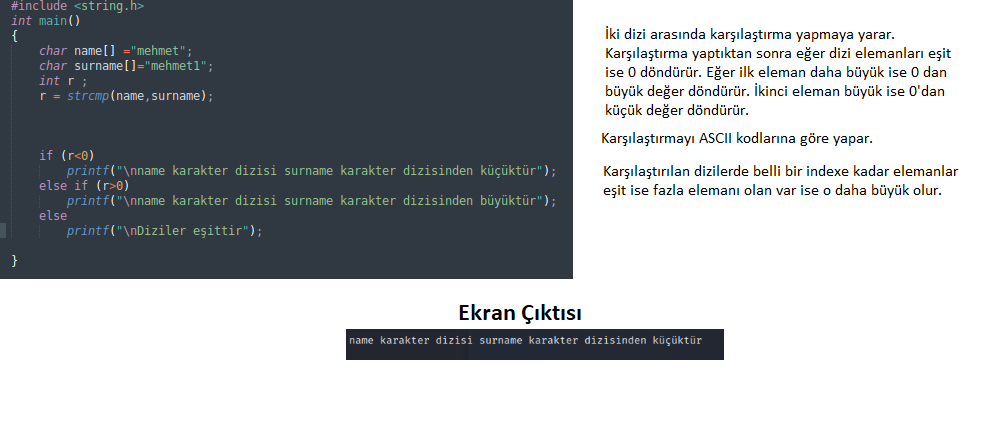 #include <string.h>
int main()
{
char name[] ="mehmet";
char surname[]="mehmet1";
int r ;
r = strcmp(name,surname);
if (r<0)
printf("\nname karakter dizisi surname karakter dizisinden küçüktür");
else if (r>0)
printf("\nname karakter dizisi surname karakter dizisinden büyüktür");
else
printf("\nDiziler eşittir");
}
İki dizi arasında karşılaştırma yapmaya yarar.
Karşılaştırma yaptıktan sonra eğer dizi elemanları eşit
ise 0 döndürür. Eğer ilk eleman daha büyük ise 0 dan
büyük değer döndürür. İkinci eleman büyük ise 0'dan
küçük değer döndürür.
Karşılaştırmayı ASCII kodlarına göre yapar.
Karşılaştırılan dizilerde belli bir indexe kadar elemanlar
eşit ise fazla elemanı olan var ise o daha büyük olur.
Ekran Çıktısı
name karakter dizisi surname karakter dizisinden küçüktür